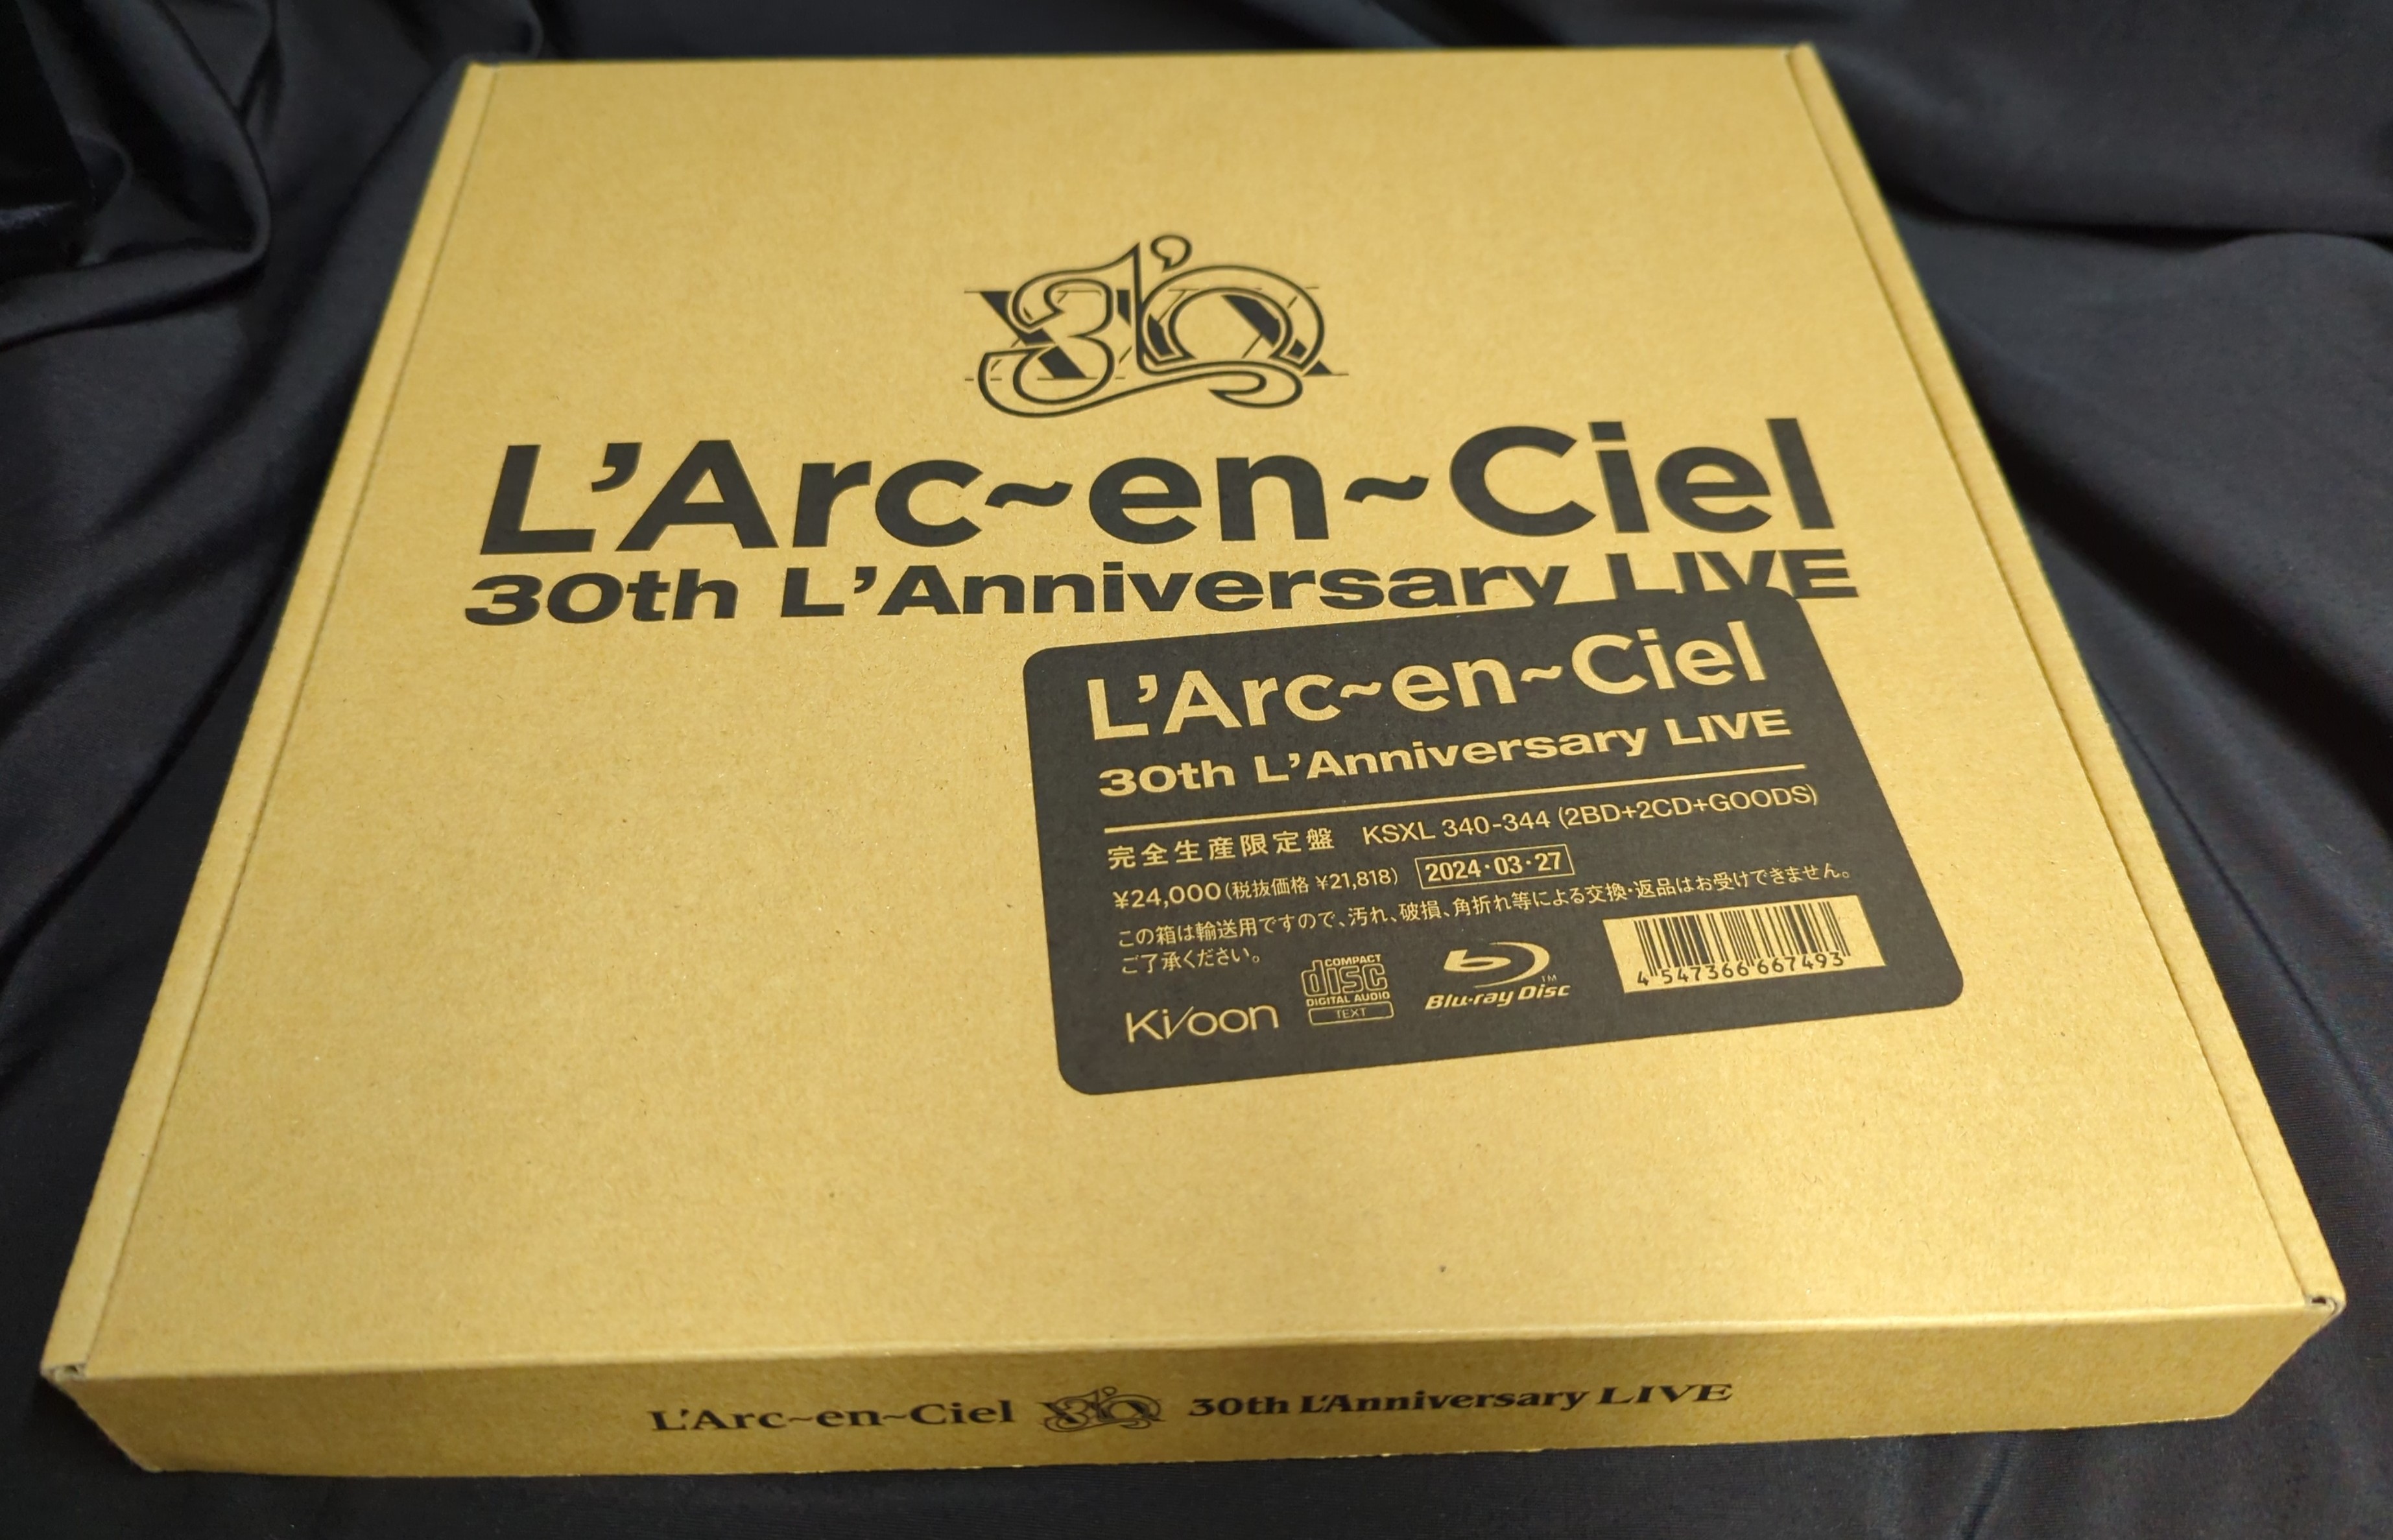 L'Arc~en~Ciel
30th L'Anniversary LIVE
L'Arc~en~Ciel
30th L'Anniversary LIVE
完全生産限定盤 KSXL 340-344 (2BD+2CD+GOODS)
¥24,000(税抜価格 ¥21,818) 2024・03・27
この箱は輸送用ですので、汚れ、破損、角折れ等による交換・返品はお受けできません。
ご了承ください。
Ki/oon
COMPACT
disc
DIGITAL AUDIO
TEXT
Blu-ray Disc™
4 547366 667493
L'Arc~en~Ciel 30th L'Anniversary LIVE